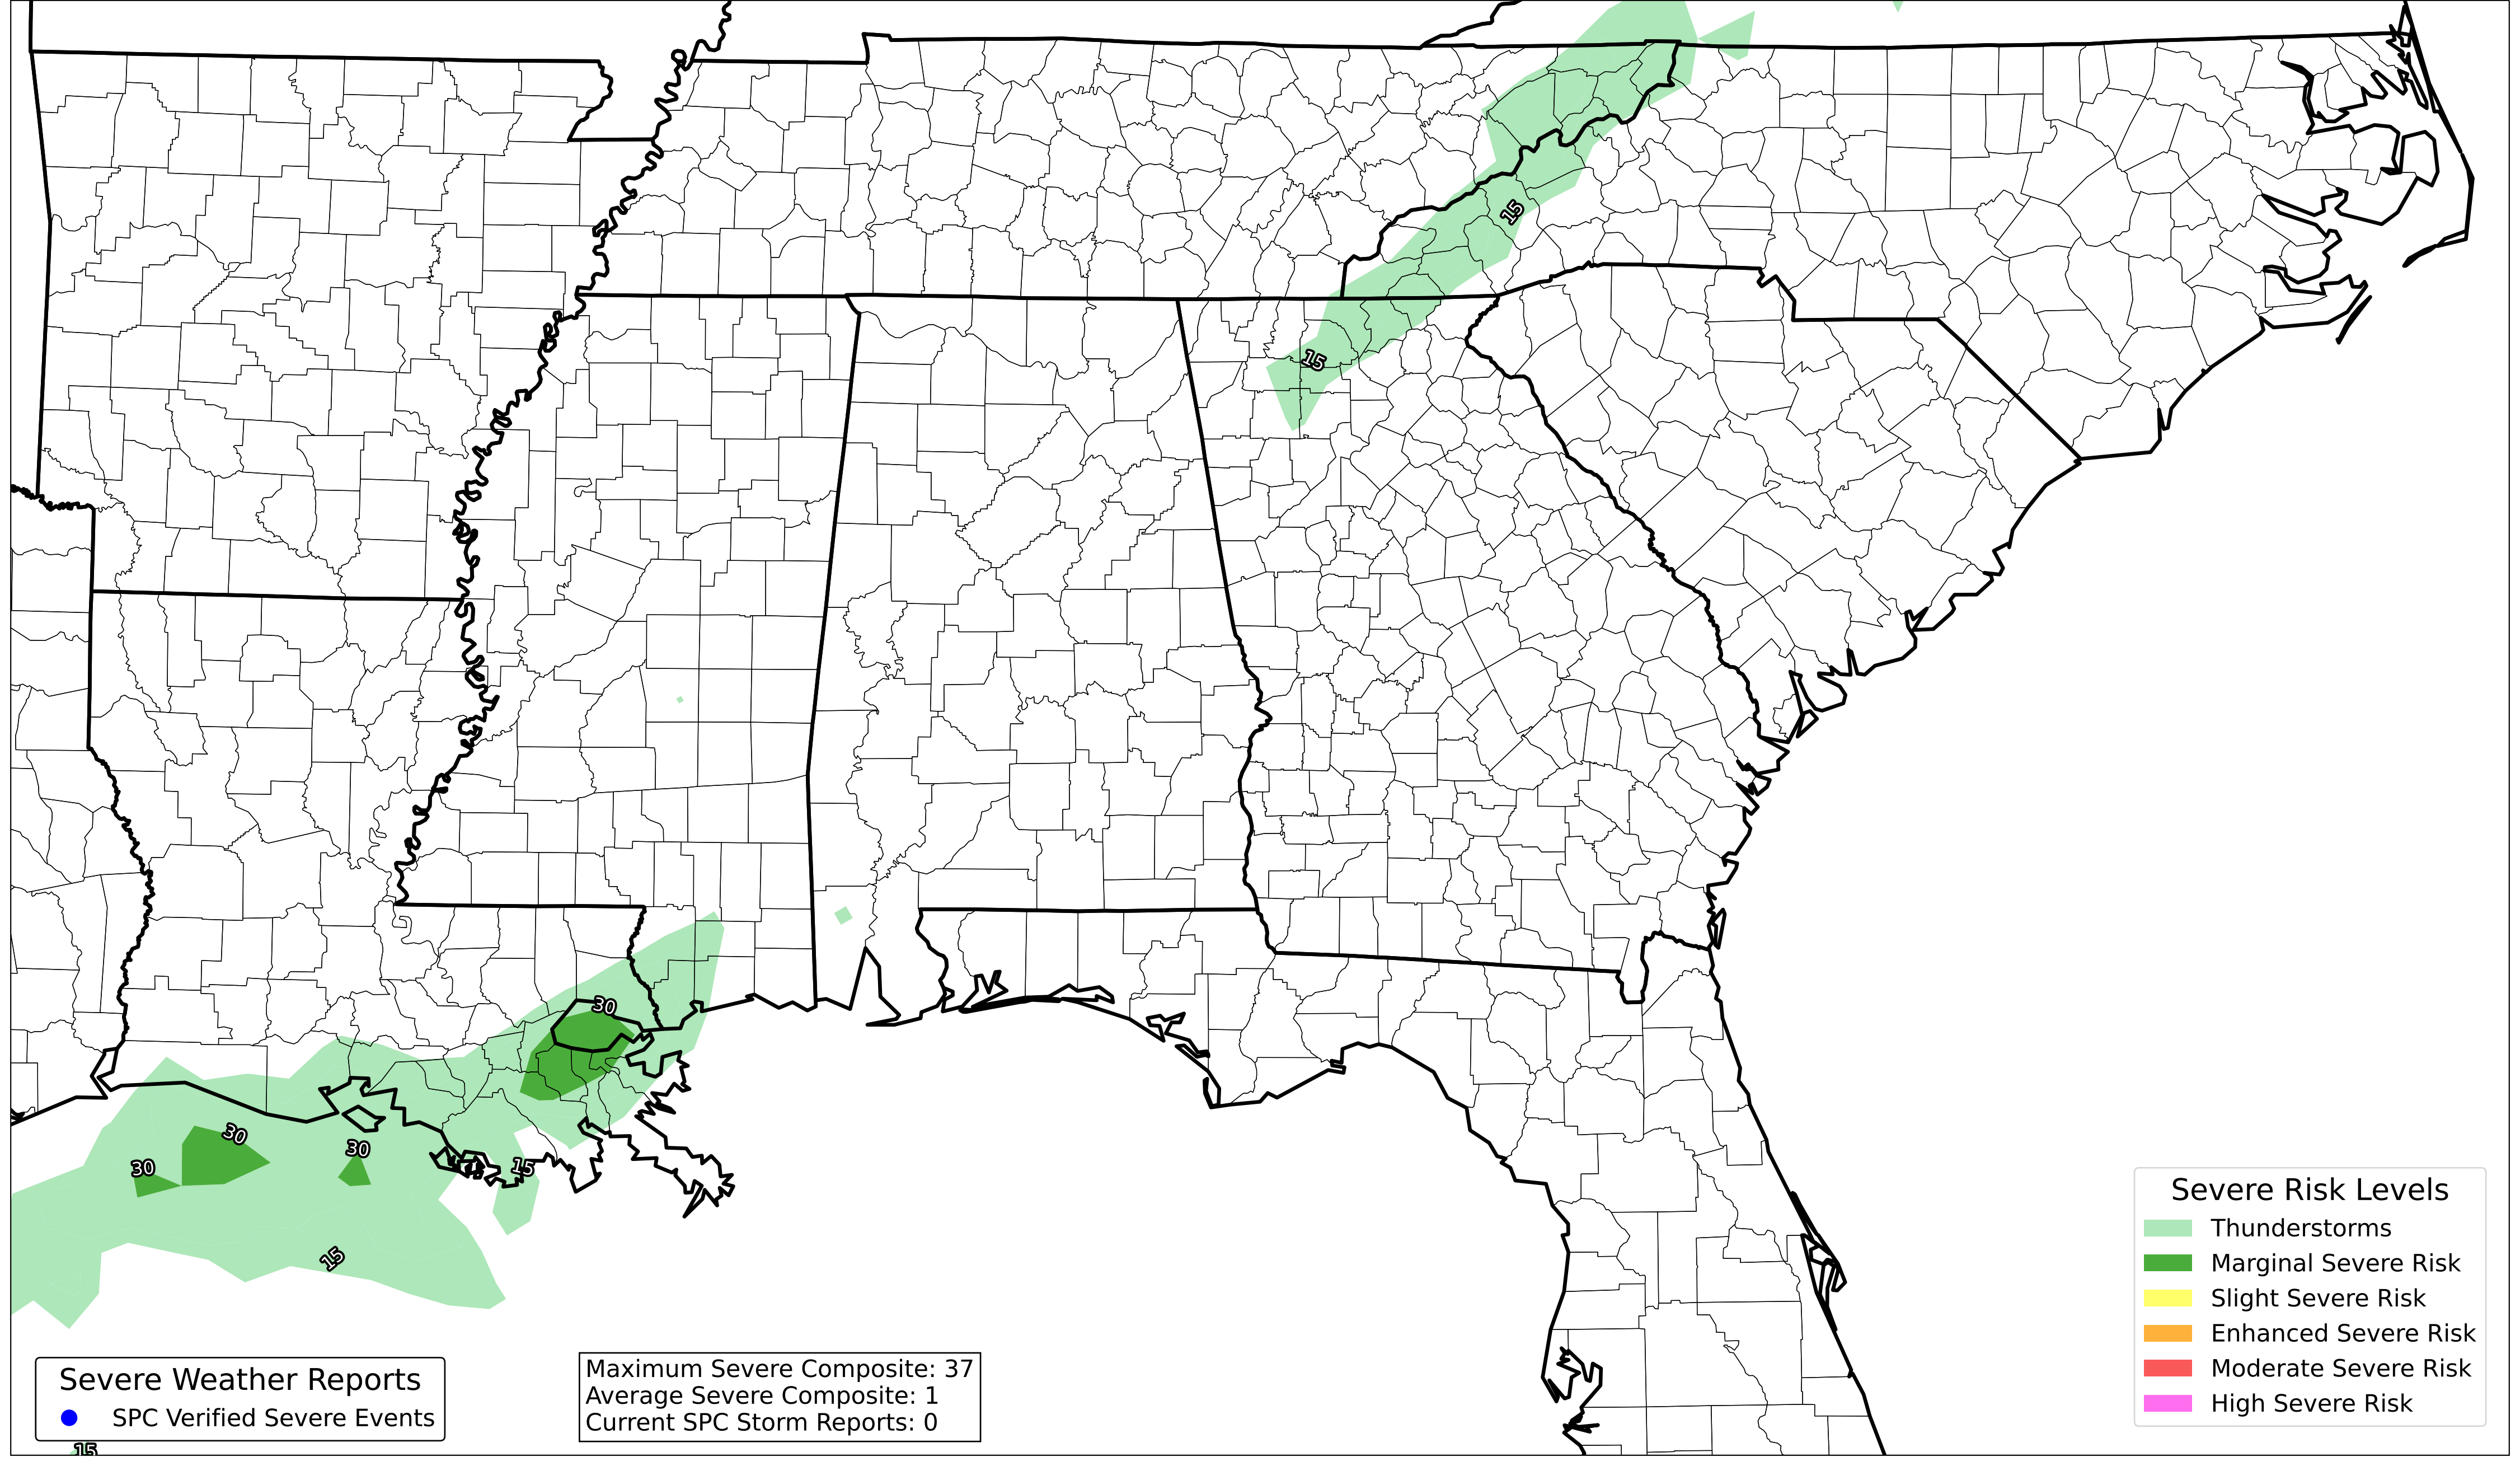 15
15
30
30
30
30
15
15
Severe Risk Levels
Thunderstorms
Marginal Severe Risk
Slight Severe Risk
Enhanced Severe Risk
Moderate Severe Risk
High Severe Risk
Severe Weather Reports
SPC Verified Severe Events
Maximum Severe Composite: 37
Average Severe Composite: 1
Current SPC Storm Reports: 0
15